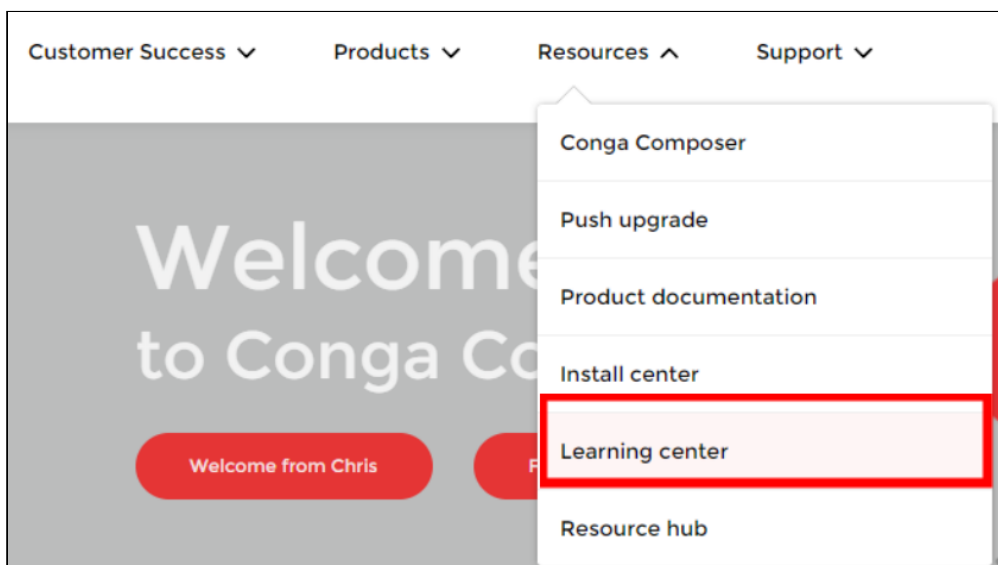 Customer Success
Products
Resources
Support
Conga Composer
Push upgrade
Product documentation
Install center
Learning center
Resource hub
Welcome
to Conga Co
Welcome from Chris
F